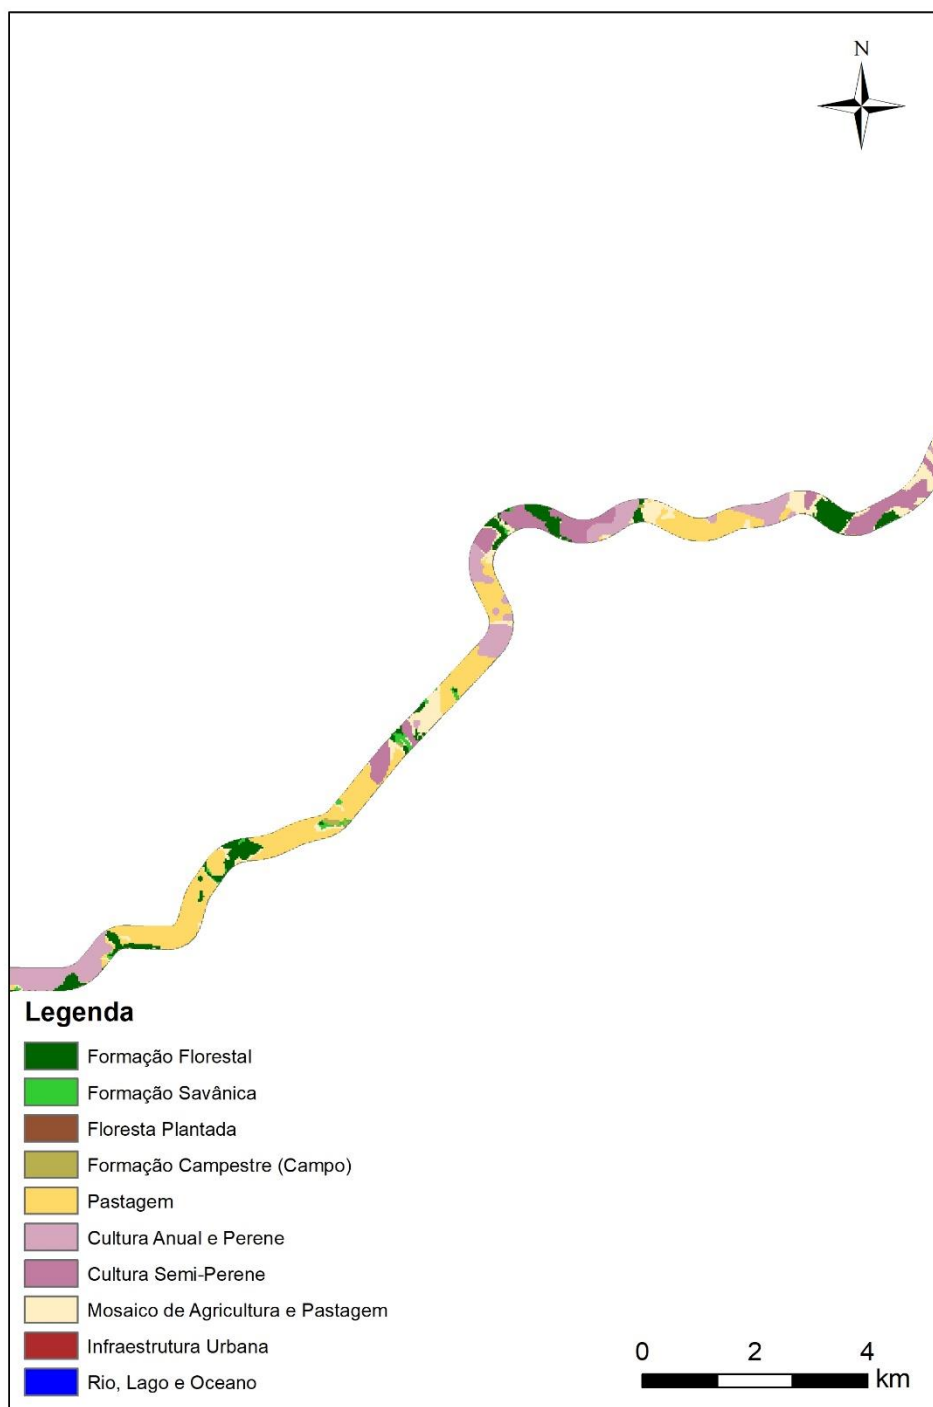 N
Legenda
Formação Florestal
Formação Savânica
Floresta Plantada
Formação Campestre (Campo)
Pastagem
Cultura Anual e Perene
Cultura Semi-Perene
Mosaico de Agricultura e Pastagem
Infraestrutura Urbana
Rio, Lago e Oceano
0 2 4
km